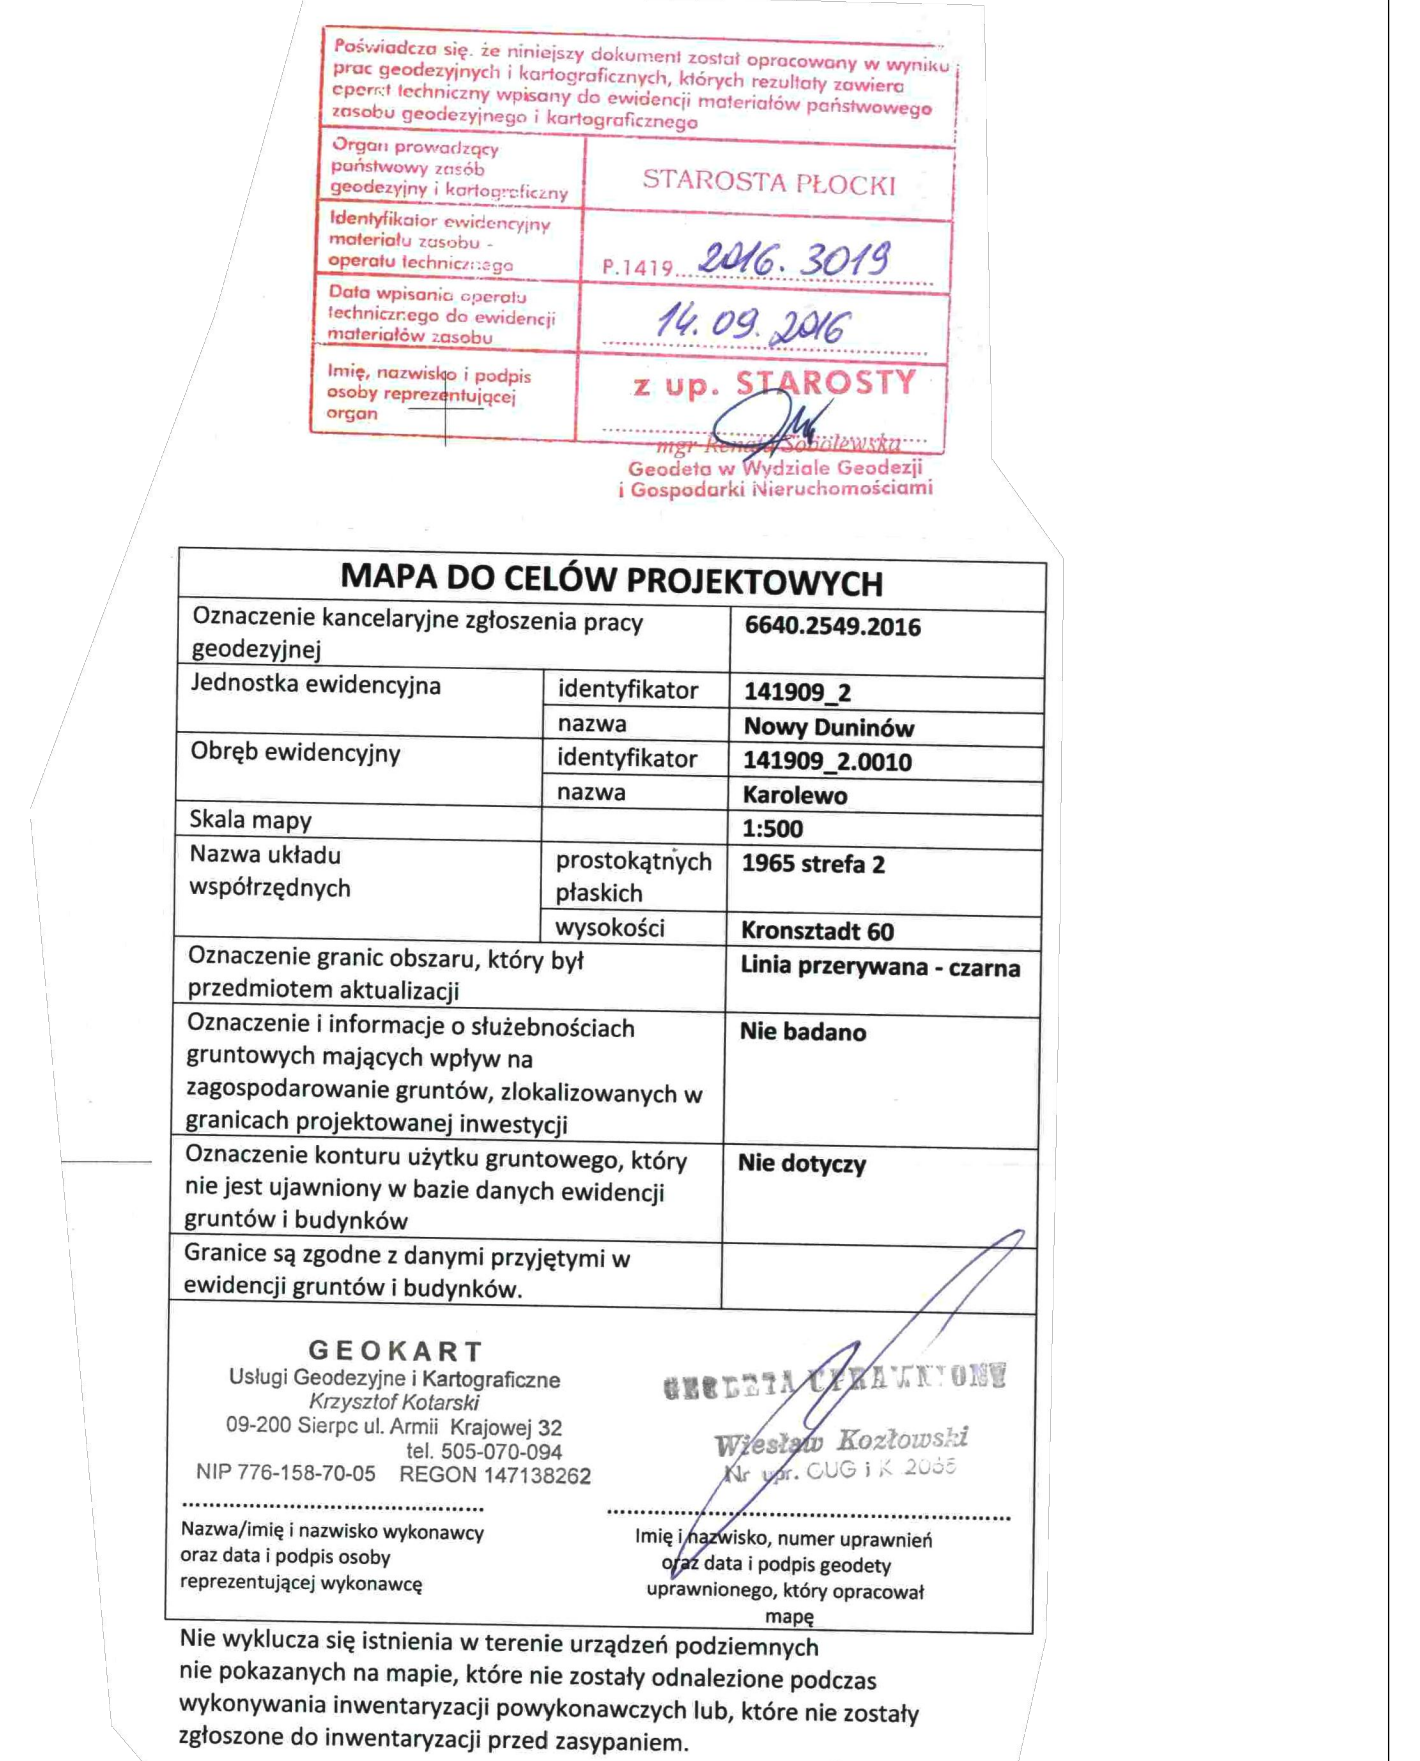 Poświadcza się, że niniejszy dokument został opracowany w wyniku
prac geodezyjnych i kartograficznych, których rezultaty zawiera
operat techniczny wpisany do ewidencji materiałów państwowego
zasobu geodezyjnego i kartograficznego
Organ prowadzący
państwowy zasób
geodezyjny i kartograficzny
STAROSTA PŁOCKI
Identyfikator ewidencyjny
materiału zasobu -
operatu technicznego
P.1419... 2016. 3019
Data wpisania operatu
technicznego do ewidencji
materiałów zasobu
14. 09. 2016
Imię, nazwisko i podpis
osoby reprezentującej
organ
z up. STAROSTY
mgr Renata Sobolewska
Geodeta w Wydziale Geodezji
i Gospodarki Nieruchomościami
MAPA DO CELÓW PROJEKTOWYCH
Oznaczenie kancelaryjne zgłoszenia pracy
geodezyjnej
6640.2549.2016
Jednostka ewidencyjna
identyfikator
141909_2
nazwa
Nowy Duninów
Obręb ewidencyjny
identyfikator
141909_2.0010
nazwa
Karolewo
Skala mapy
1:500
Nazwa układu
współrzędnych
prostokątnych
płaskich
1965 strefa 2
wysokości
Kronsztadt 60
Oznaczenie granic obszaru, który był
przedmiotem aktualizacji
Linia przerywana - czarna
Oznaczenie i informacje o służebnościach
gruntowych mających wpływ na
zagospodarowanie gruntów, zlokalizowanych w
granicach projektowanej inwestycji
Nie badano
Oznaczenie konturu użytku gruntowego, który
nie jest ujawniony w bazie danych ewidencji
gruntów i budynków
Nie dotyczy
Granice są zgodne z danymi przyjętymi w
ewidencji gruntów i budynków.
GEOKART
Usługi Geodezyjne i Kartograficzne
Krzysztof Kotarski
09-200 Sierpc ul. Armii Krajowej 32
tel. 505-070-094
NIP 776-158-70-05 REGON 147138262
Nazwa/imię i nazwisko wykonawcy
oraz data i podpis osoby
reprezentującej wykonawcę
GEODETA UPRAWNIONY
Wiesław Kozłowski
Nr upr. GUG i K
Imię i nazwisko, numer uprawnień
oraz data i podpis geodety
uprawnionego, który opracował
mapę
Nie wyklucza się istnienia w terenie urządzeń podziemnych
nie pokazanych na mapie, które nie zostały odnalezione podczas
wykonywania inwentaryzacji powykonawczych lub, które nie zostały
zgłoszone do inwentaryzacji przed zasypaniem.